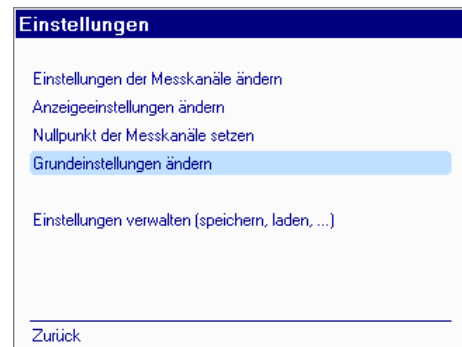 Einstellungen
Einstellungen der Messkanäle ändern
Anzeigeeinstellungen ändern
Nullpunkt der Messkanäle setzen
Grundeinstellungen ändern
Einstellungen verwalten (speichern, laden, ...)
Zurück